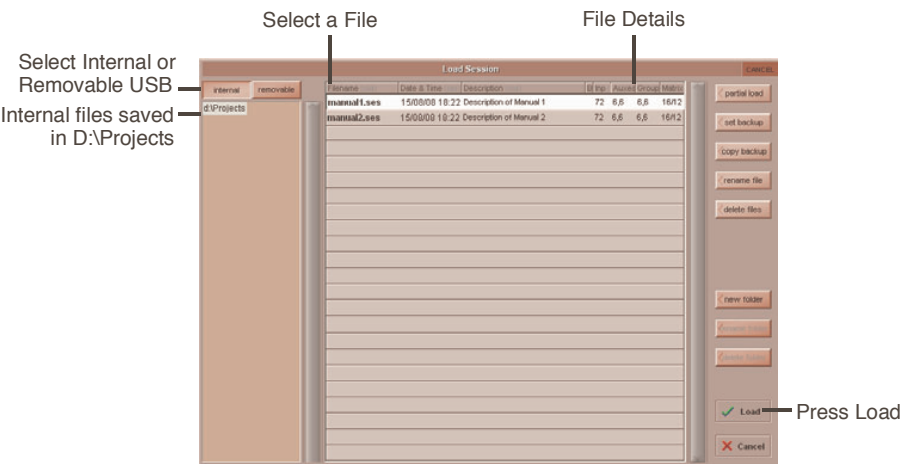 Select a File
File Details
Select Internal or
Removable USB
Internal files saved
in D:\Projects
Load Session
CANCEL
internal
removable
d:\Projects
Filename
Date & Time
Description
Inp
Auxes
Group
Matrix
manual1.ses 15/08/08 18:22 Description of Manual 1 72 6,6 6,6 16/12
manual2.ses 15/08/08 18:22 Description of Manual 2 72 6,6 6,6 16/12
partial load
set backup
copy backup
rename file
delete files
new folder
Load
Press Load
Cancel